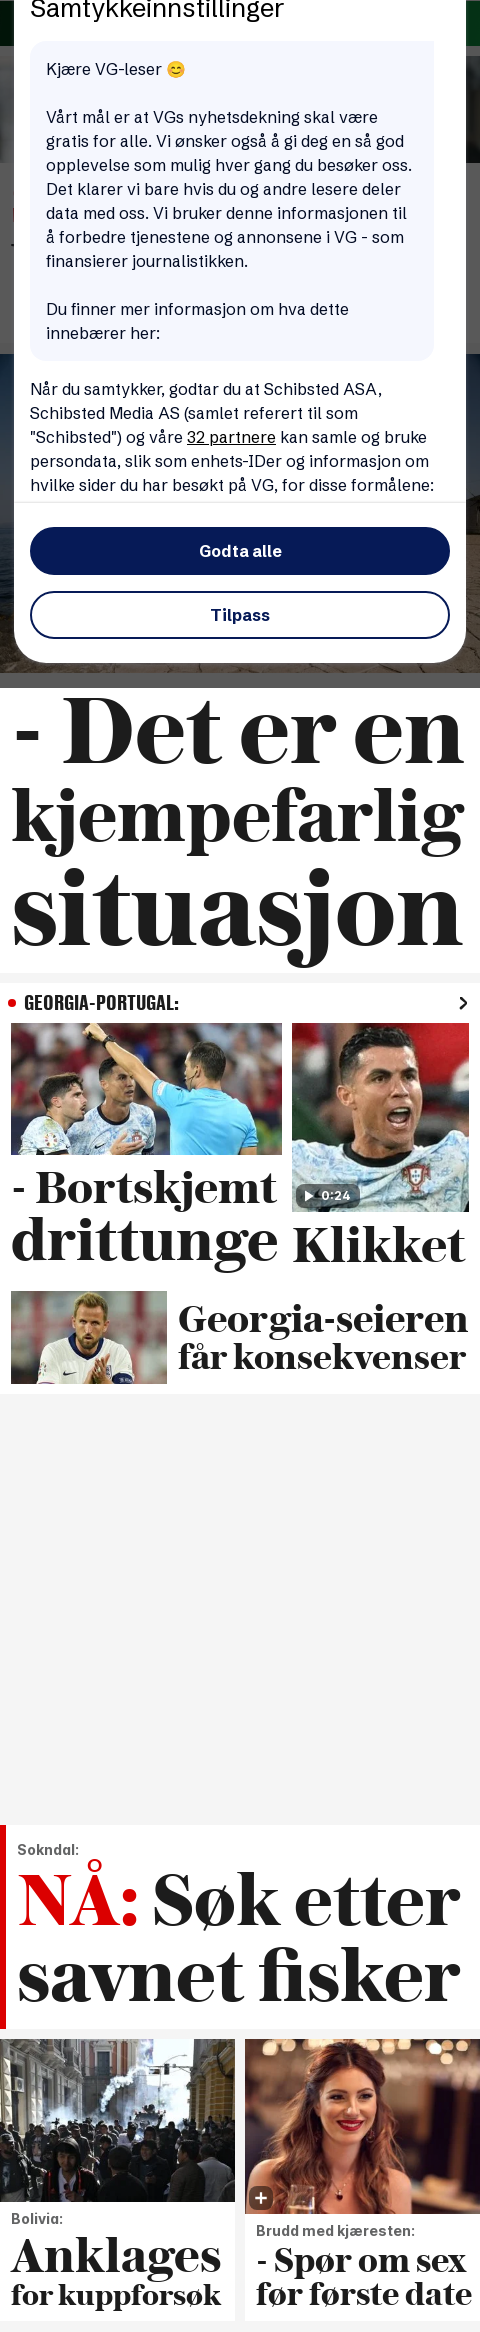 Samtykkeinnstillinger
Kjære VG-leser 😊
Vårt mål er at VGs nyhetsdekning skal være
gratis for alle. Vi ønsker også å gi deg en så god
opplevelse som mulig hver gang du besøker oss.
Det klarer vi bare hvis du og andre lesere deler
data med oss. Vi bruker denne informasjonen til
å forbedre tjenestene og annonsene i VG - som
finansierer journalistikken.
Du finner mer informasjon om hva dette
innebærer her:
Når du samtykker, godtar du at Schibsted ASA,
Schibsted Media AS (samlet referert til som
"Schibsted") og våre 32 partnere kan samle og bruke
persondata, slik som enhets-IDer og informasjon om
hvilke sider du har besøkt på VG, for disse formålene:
Godta alle
Tilpass
- Det er en
kjempefarlig
situasjon
GEORGIA-PORTUGAL:
- Bortskjemt
drittunge
0:24
Klikket
Georgia-seieren
får konsekvenser
Sokndal:
NÅ: Søk etter
savnet fisker
Bolivia:
Anklages
for kuppforsøk
Brudd med kjæresten:
- Spør om sex
før første date